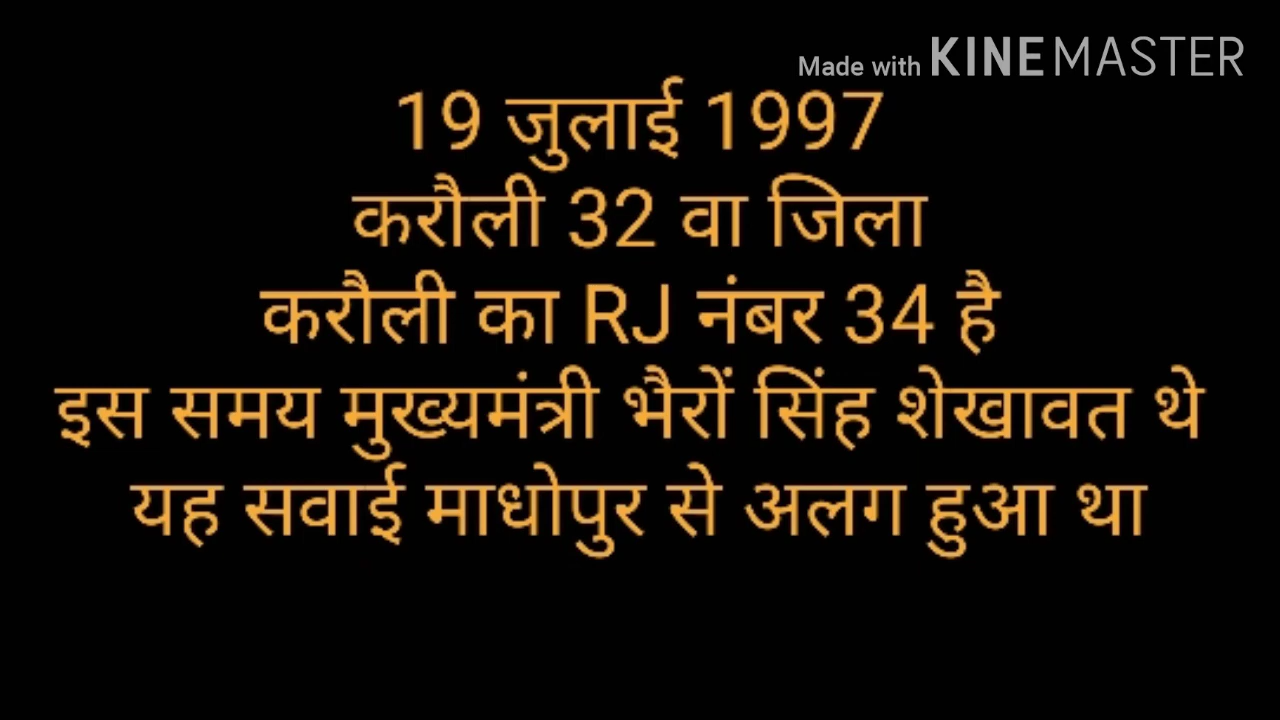 Made with KINEMASTER
19 जुलाई 1997
करौली 32 वा जिला
करौली का RJ नंबर 34 है
इस समय मुख्यमंत्री भैरों सिंह शेखावत थे
यह सवाई माधोपुर से अलग हुआ था